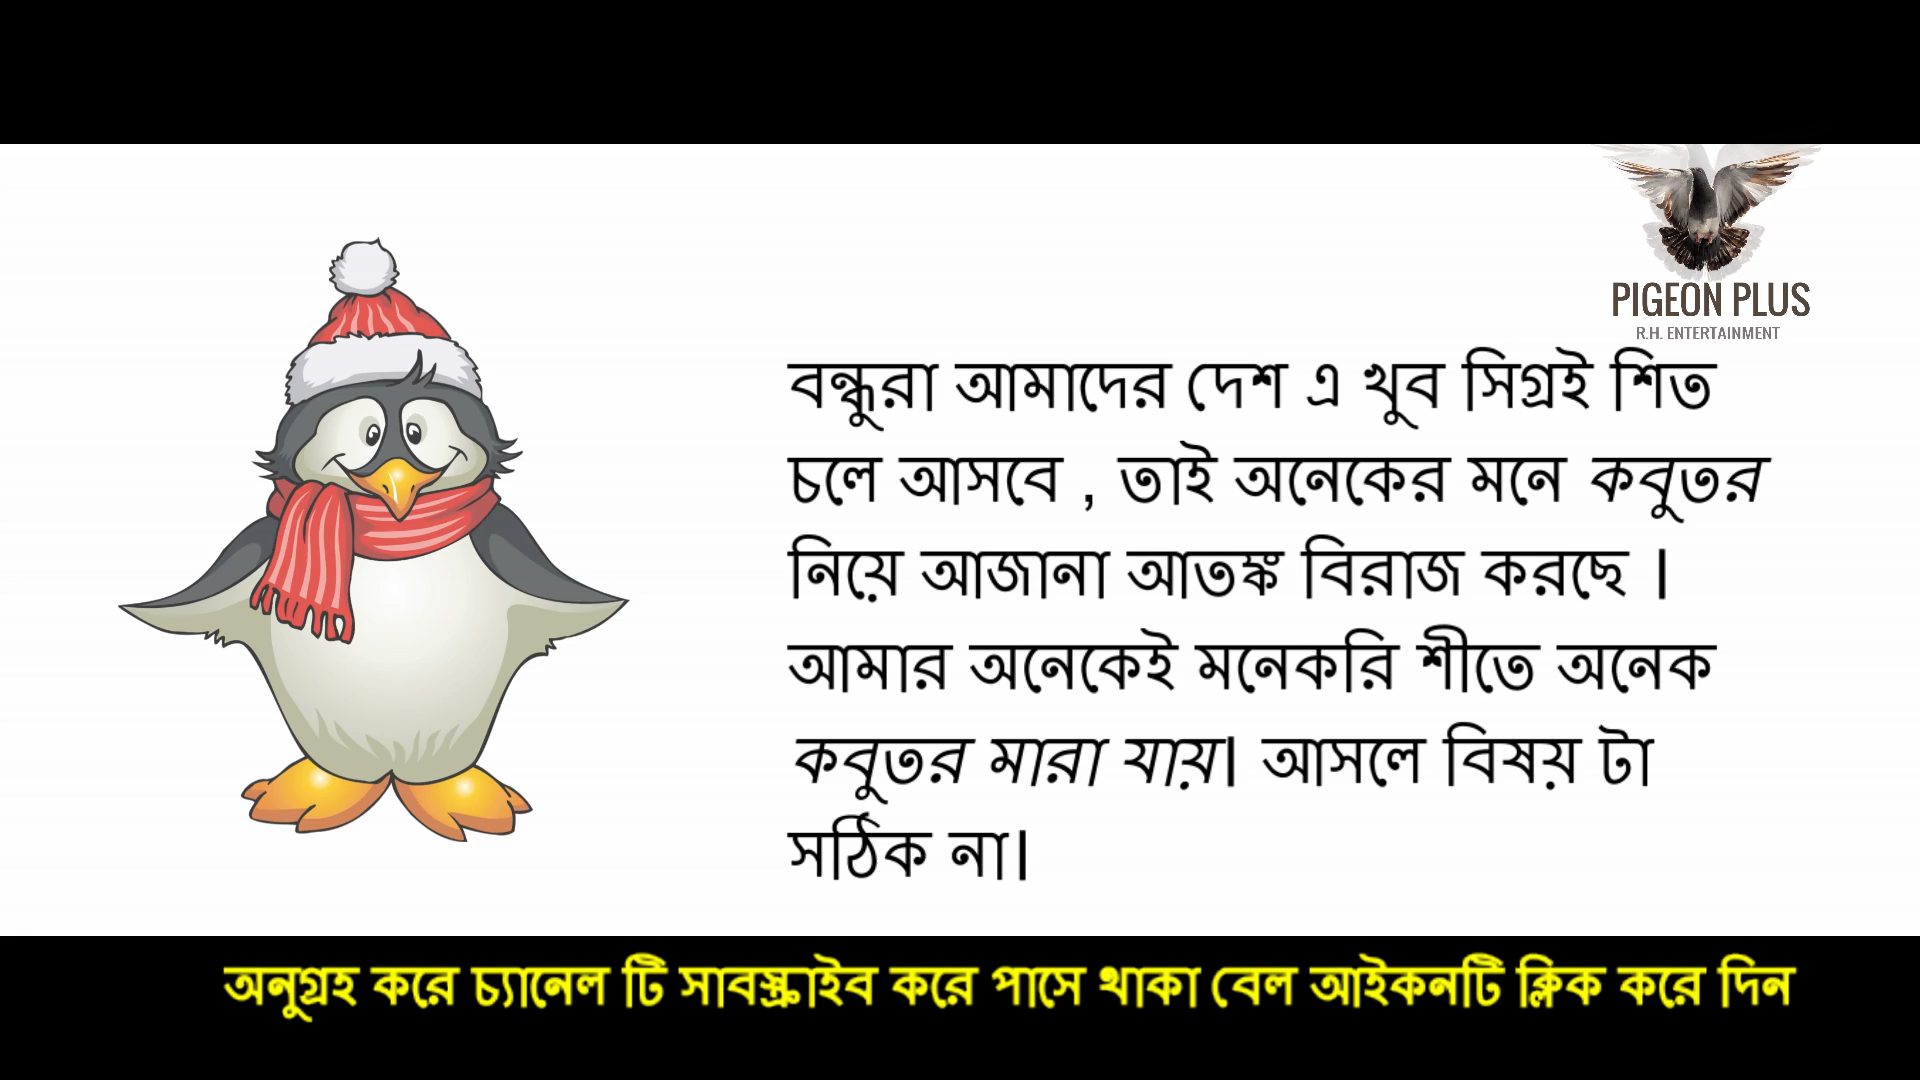 PIGEON PLUS
R.H. ENTERTAINMENT
বন্ধুরা আমাদের দেশ এ খুব সিগ্রই শিত
চলে আসবে , তাই অনেকের মনে কবুতর
নিয়ে আজানা আতঙ্ক বিরাজ করছে ।
আমার অনেকেই মনেকরি শীতে অনেক
কবুতর মারা যায়। আসলে বিষয় টা
সঠিক না।
অনুগ্রহ করে চ্যানেল টি সাবস্ক্রাইব করে পাসে থাকা বেল আইকনটি ক্লিক করে দিন